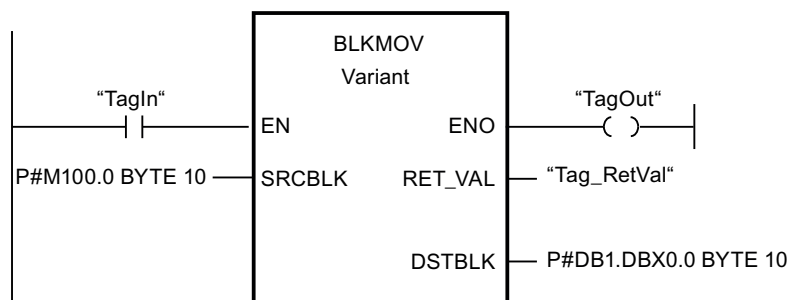 BLKMOV
Variant
“TagIn“ “TagOut“
EN ENO
P#M100.0 BYTE 10 SRCBLK RET_VAL “Tag_RetVal“
DSTBLK P#DB1.DBX0.0 BYTE 10